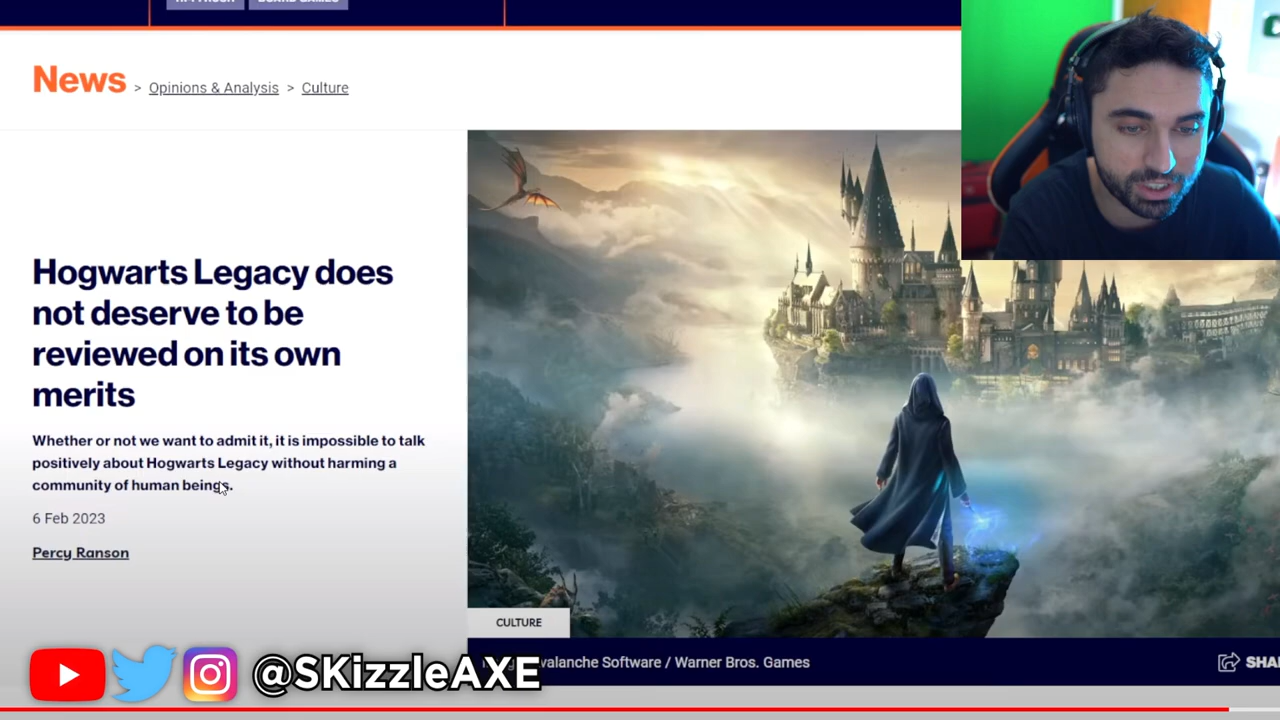 News > Opinions & Analysis > Culture
Hogwarts Legacy does
not deserve to be
reviewed on its own
merits
Whether or not we want to admit it, it is impossible to talk
positively about Hogwarts Legacy without harming a
community of human beings.
6 Feb 2023
Percy Ranson
CULTURE
Avalanche Software / Warner Bros. Games
@SKizzleAXE